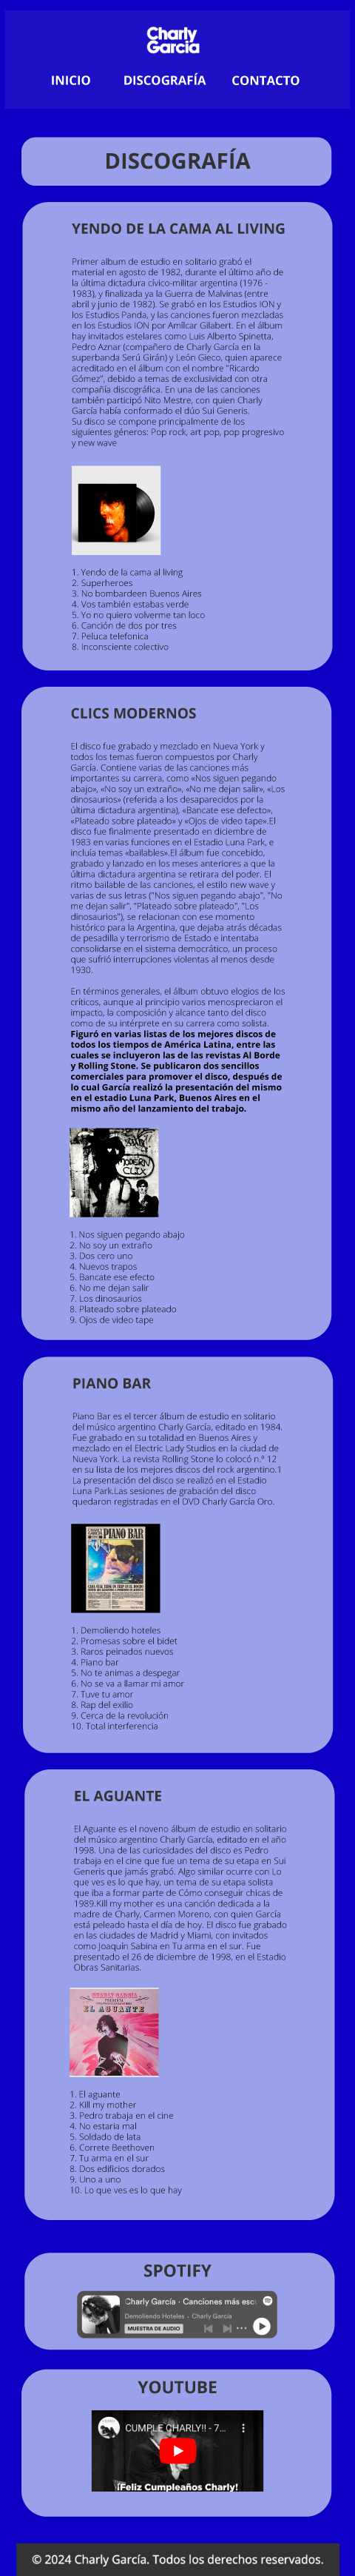 Charly
García
INICIO
DISCOGRAFÍA
CONTACTO
DISCOGRAFÍA
YENDO DE LA CAMA AL LIVING
Primer album de estudio en solitario grabó el
material en agosto de 1982, durante el último año de
la última dictadura cívico-militar argentina (1976 -
1983), y finalizada ya la Guerra de Malvinas (entre
abril y junio de 1982). Se grabó en los Estudios ION y
los Estudios Panda, y las canciones fueron mezcladas
en los Estudios ION por Amílcar Gilabert. En el álbum
hay invitados estelares como Luis Alberto Spinetta,
Pedro Aznar (compañero de Charly García en la
superbanda Serú Girán) y León Gieco, quien aparece
acreditado en el álbum con el nombre "Ricardo
Gómez", debido a temas de exclusividad con otra
compañía discográfica. En una de las canciones
también participó Nito Mestre, con quien Charly
García había conformado el dúo Sui Generis.
Su disco se compone principalmente de los
siguientes géneros: Pop rock, art pop, pop progresivo
y new wave
1. Yendo de la cama al living
2. Superheroes
3. No bombardeen Buenos Aires
4. Vos también estabas verde
5. Yo no quiero volverme tan loco
6. Canción de dos por tres
7. Peluca telefonica
8. Inconsciente colectivo
CLICS MODERNOS
El disco fue grabado y mezclado en Nueva York y
todos los temas fueron compuestos por Charly
García. Contiene varias de las canciones más
importantes su carrera, como «Nos siguen pegando
abajo», «No soy un extraño», «No me dejan salir», «Los
dinosaurios» (referida a los desaparecidos por la
última dictadura argentina), «Bancate ese defecto»,
«Plateado sobre plateado» y «Ojos de video tape».El
disco fue finalmente presentado en diciembre de
1983 en varias funciones en el Estadio Luna Park, e
incluía temas «bailables».El álbum fue concebido,
grabado y lanzado en los meses anteriores a que la
última dictadura argentina se retirara del poder. El
ritmo bailable de las canciones, el estilo new wave y
varias de sus letras ("Nos siguen pegando abajo", "No
me dejan salir", "Plateado sobre plateado", "Los
dinosaurios"), se relacionan con ese momento
histórico para la Argentina, que dejaba atrás décadas
de pesadilla y terrorismo de Estado e intentaba
consolidarse en el sistema democrático, un proceso
que sufrió interrupciones violentas al menos desde
1930.
En términos generales, el álbum obtuvo elogios de los
críticos, aunque al principio varios menospreciaron el
impacto, la composición y alcance tanto del disco
como de su intérprete en su carrera como solista.
Figuró en varias listas de los mejores discos de
todos los tiempos de América Latina, entre las
cuales se incluyeron las de las revistas Al Borde
y Rolling Stone. Se publicaron dos sencillos
comerciales para promover el disco, después de
lo cual García realizó la presentación del mismo
en el estadio Luna Park, Buenos Aires en el
mismo año del lanzamiento del trabajo.
MODERN
CLIX
1. Nos siguen pegando abajo
2. No soy un extraño
3. Dos cero uno
4. Nuevos trapos
5. Bancate ese efecto
6. No me dejan salir
7. Los dinosaurios
8. Plateado sobre plateado
9. Ojos de video tape
PIANO BAR
Piano Bar es el tercer álbum de estudio en solitario
del músico argentino Charly García, editado en 1984.
Fue grabado en su totalidad en Buenos Aires y
mezclado en el Electric Lady Studios en la ciudad de
Nueva York. La revista Rolling Stone lo colocó n.º 12
en su lista de los mejores discos del rock argentino.1
La presentación del disco se realizó en el Estadio
Luna Park.Las sesiones de grabación del disco
quedaron registradas en el DVD Charly García Oro.
PIANO BAR
1. Demoliendo hoteles
2. Promesas sobre el bidet
3. Raros peinados nuevos
4. Piano bar
5. No te animas a despegar
6. No se va a llamar mi amor
7. Tuve tu amor
8. Rap del exilio
9. Cerca de la revolución
10. Total interferencia
EL AGUANTE
El Aguante es el noveno álbum de estudio en solitario
del músico argentino Charly García, editado en el año
1998. Una de las curiosidades del disco es Pedro
trabaja en el cine que fue un tema de su etapa en Sui
Generis que jamás grabó. Algo similar ocurre con Lo
que ves es lo que hay, un tema de su etapa solista
que iba a formar parte de Cómo conseguir chicas de
1989.Kill my mother es una canción dedicada a la
madre de Charly, Carmen Moreno, con quien García
está peleado hasta el día de hoy. El disco fue grabado
en las ciudades de Madrid y Miami, con invitados
como Joaquín Sabina en Tu arma en el sur. Fue
presentado el 26 de diciembre de 1998, en el Estadio
Obras Sanitarias.
CHARLY GARCIA
EL AGUANTE
1. El aguante
2. Kill my mother
3. Pedro trabaja en el cine
4. No estaria mal
5. Soldado de lata
6. Correte Beethoven
7. Tu arma en el sur
8. Dos edificios dorados
9. Uno a uno
10. Lo que ves es lo que hay
SPOTIFY
Charly García · Canciones más escu
Demoliendo Hoteles - Charly García
MUESTRA DE AUDIO
YOUTUBE
CUMPLE CHARLY!! - 7...
¡Feliz Cumpleaños Charly!
© 2024 Charly García. Todos los derechos reservados.